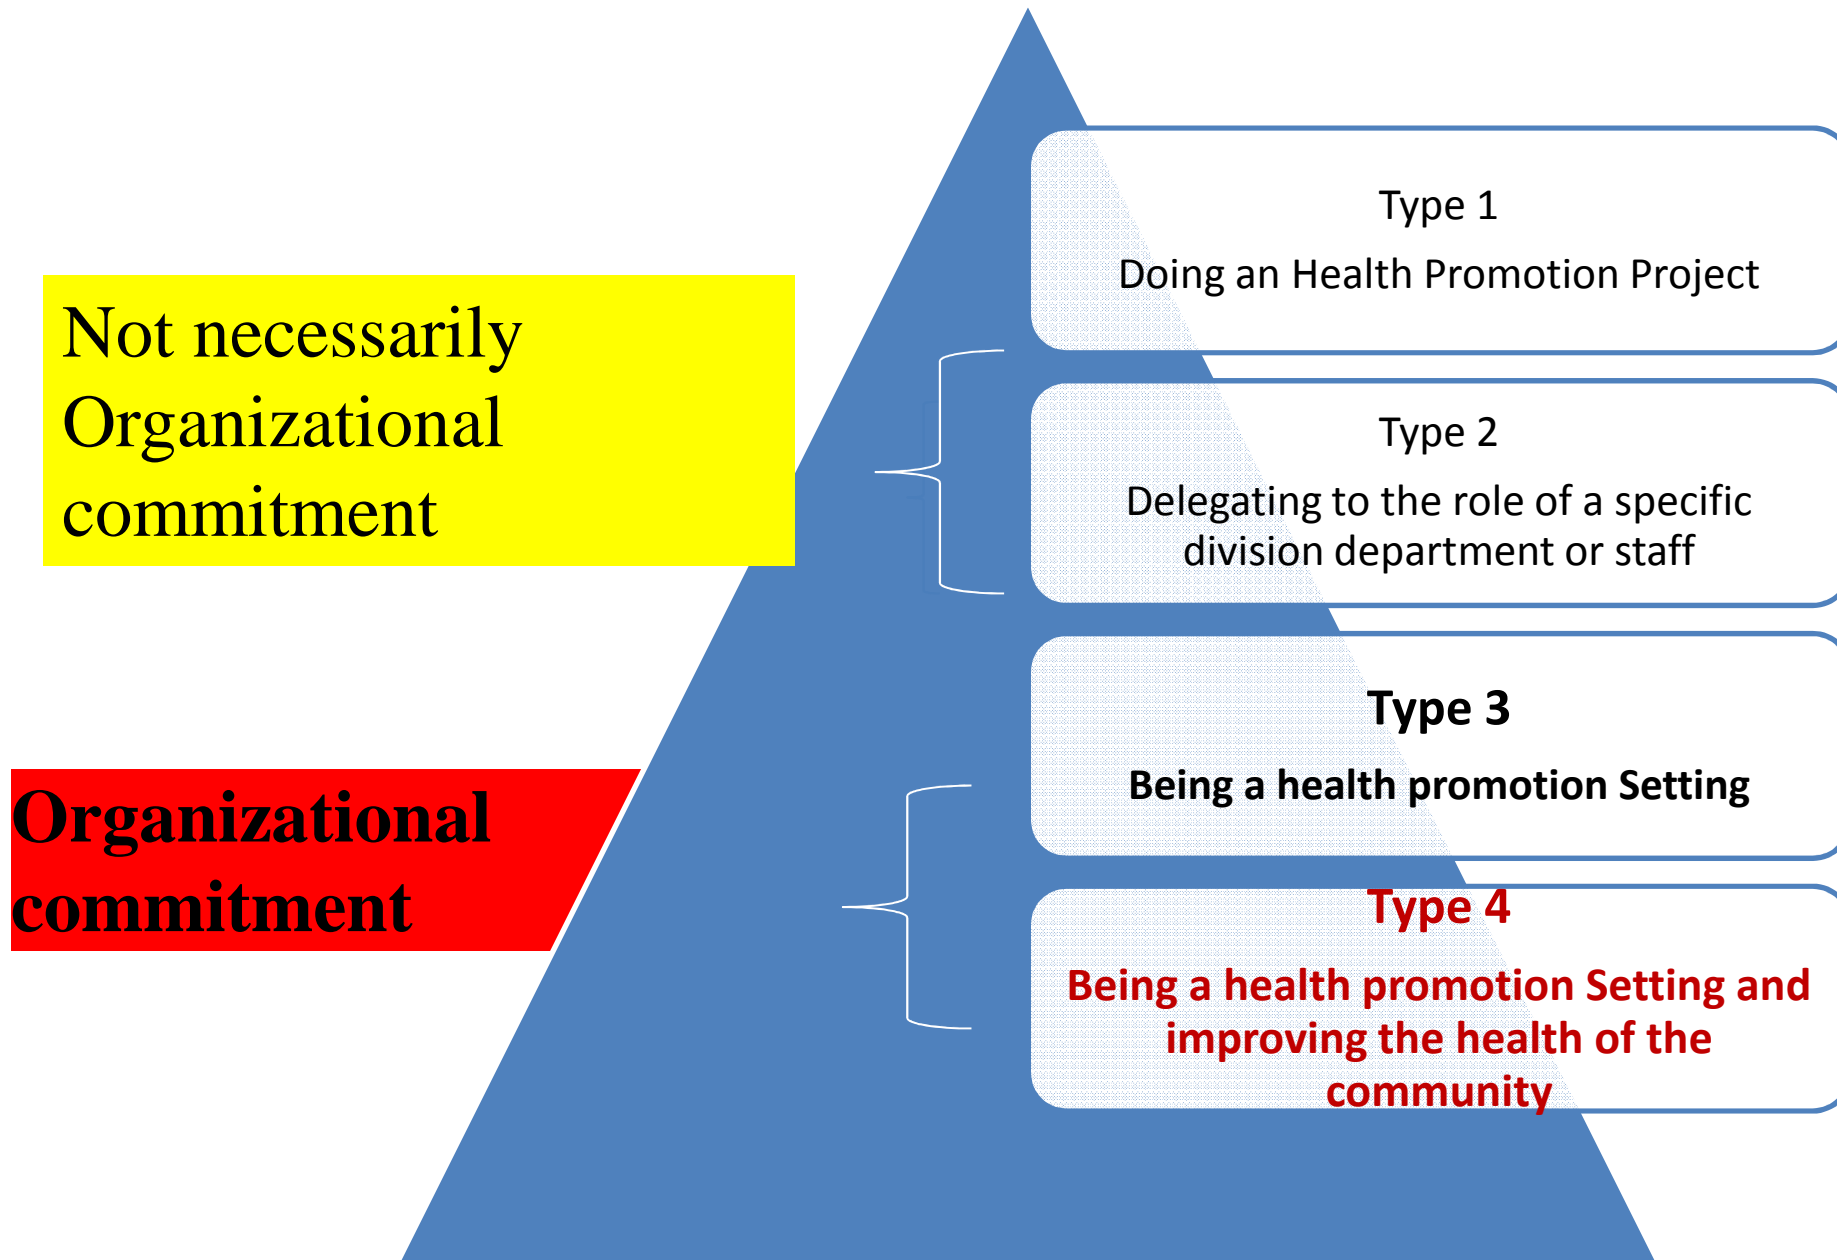 Not necessarily
Organizational
commitment
Organizational
commitment
Type 1
Doing an Health Promotion Project
Type 2
Delegating to the role of a specific
division department or staff
Type 3
Being a health promotion Setting
Type 4
Being a health promotion Setting and
improving the health of the
community